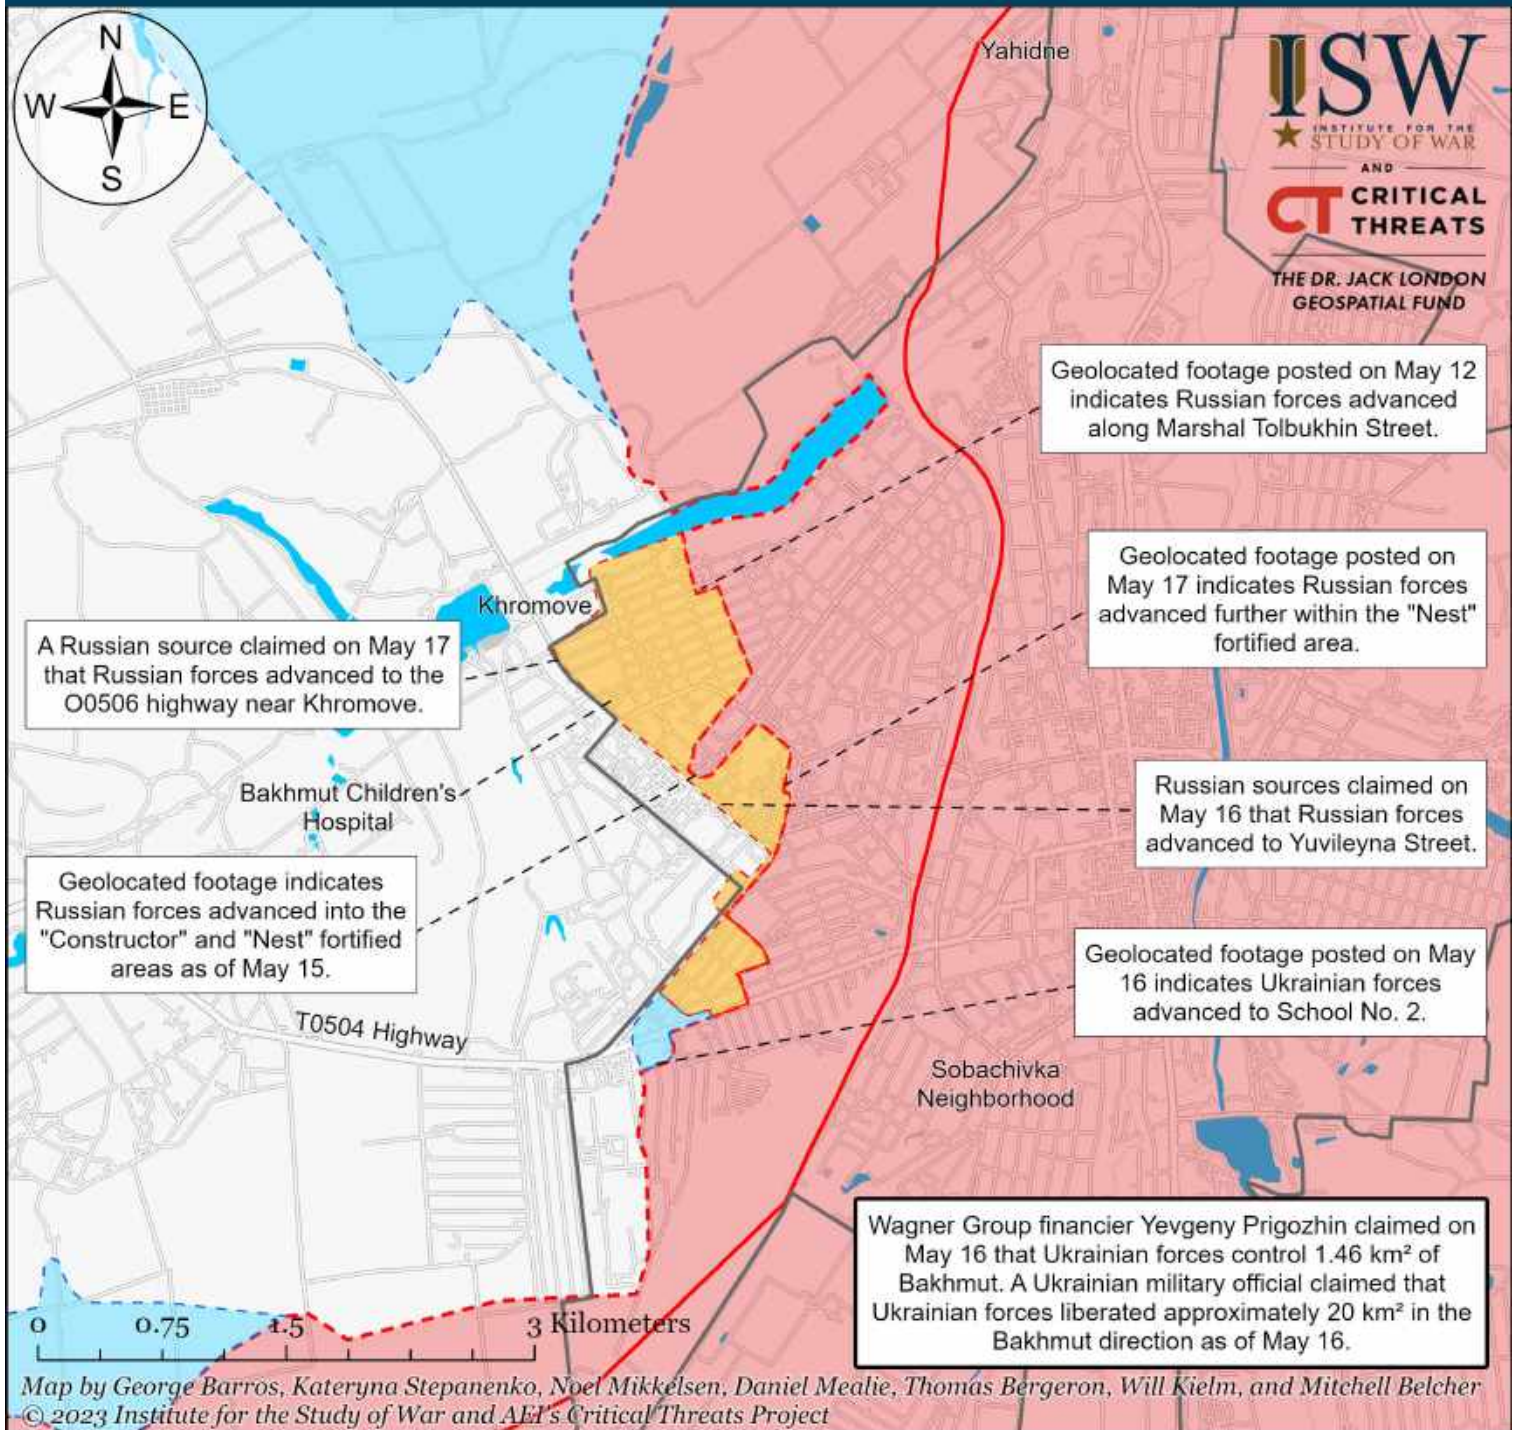 N
W
E
S
Yahidne
ISW
INSTITUTE FOR THE
STUDY OF WAR
AND
CT CRITICAL
THREATS
THE DR. JACK LONDON
GEOSPATIAL FUND
Geolocated footage posted on May 12
indicates Russian forces advanced
along Marshal Tolbukhin Street.
Geolocated footage posted on
May 17 indicates Russian forces
advanced further within the "Nest"
fortified area.
Khromove
A Russian source claimed on May 17
that Russian forces advanced to the
O0506 highway near Khromove.
Bakhmut Children's
Hospital
Russian sources claimed on
May 16 that Russian forces
advanced to Yuvileyna Street.
Geolocated footage indicates
Russian forces advanced into the
"Constructor" and "Nest" fortified
areas as of May 15.
Geolocated footage posted on May
16 indicates Ukrainian forces
advanced to School No. 2.
T0504 Highway
Sobachivka
Neighborhood
Wagner Group financier Yevgeny Prigozhin claimed on
May 16 that Ukrainian forces control 1.46 km² of
Bakhmut. A Ukrainian military official claimed that
Ukrainian forces liberated approximately 20 km² in the
Bakhmut direction as of May 16.
0 0.75 1.5 3 Kilometers
Map by George Barros, Kateryna Stepanenko, Noel Mikkelsen, Daniel Mealie, Thomas Bergeron, Will Kielm, and Mitchell Belcher
© 2023 Institute for the Study of War and AEI's Critical Threats Project